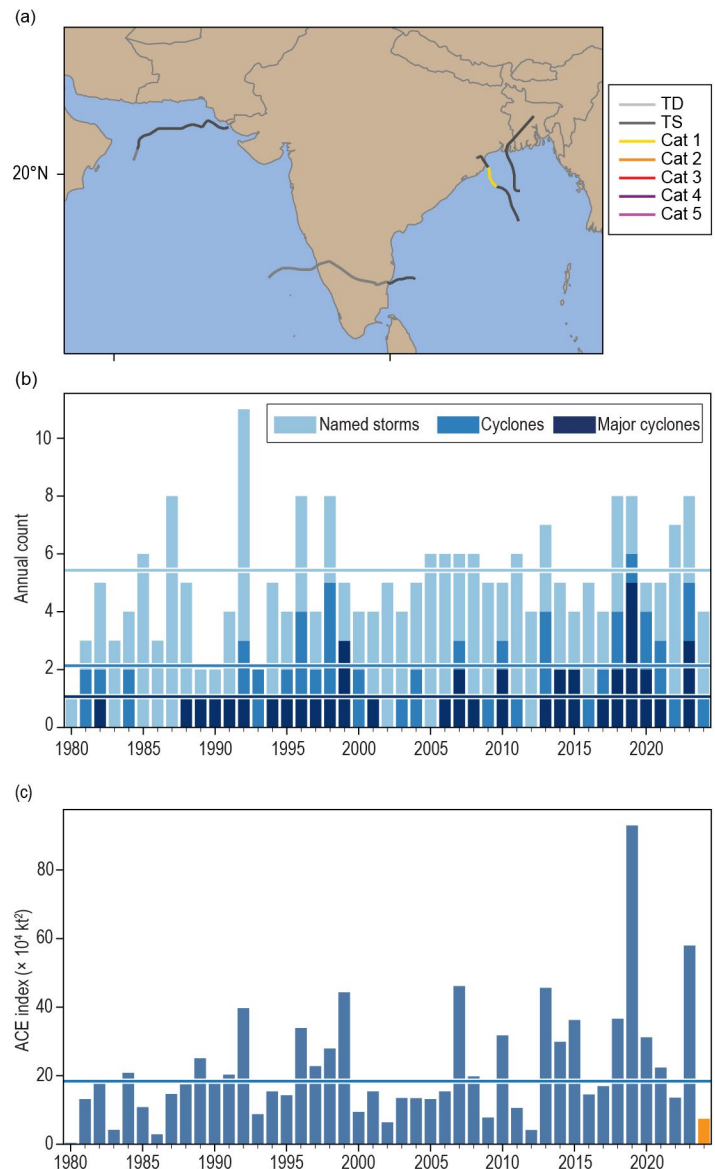 (a)
20°N
TD
TS
Cat 1
Cat 2
Cat 3
Cat 4
Cat 5
(b)
Named storms Cyclones Major cyclones
Annual count
10
8
6
4
2
0
1980 1985 1990 1995 2000 2005 2010 2015 2020
(c)
ACE index (× 10⁴ kt²)
80
60
40
20
0
1980 1985 1990 1995 2000 2005 2010 2015 2020